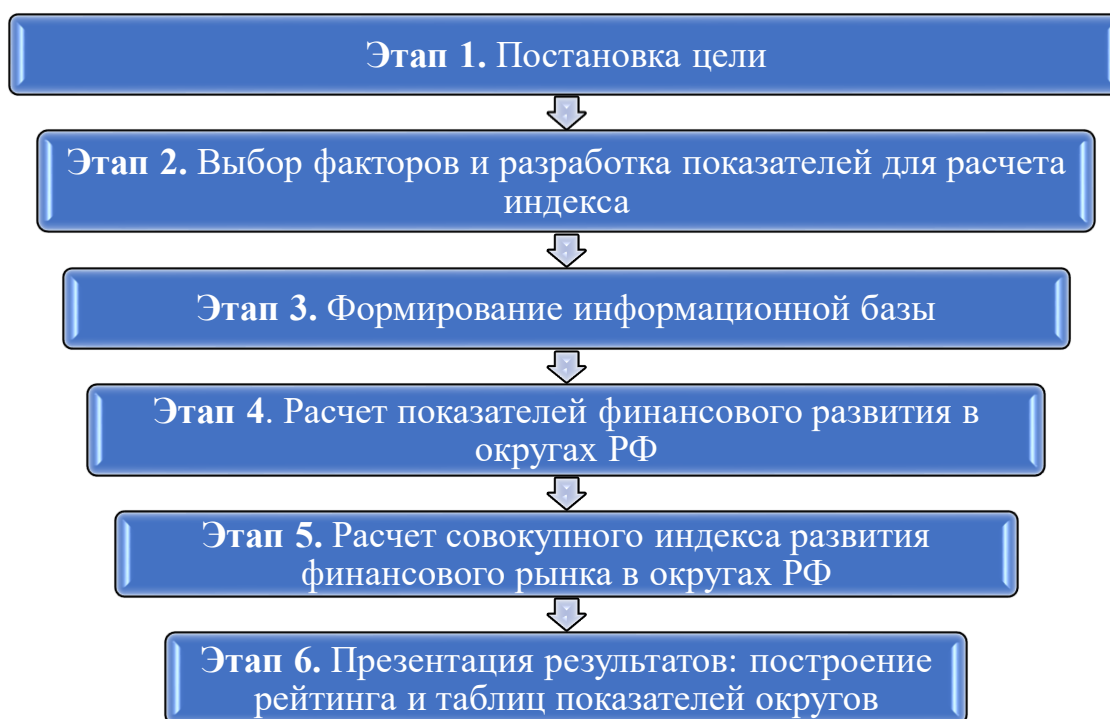 Этап 1. Постановка цели
Этап 2. Выбор факторов и разработка показателей для расчета
индекса
Этап 3. Формирование информационной базы
Этап 4. Расчет показателей финансового развития в
округах РФ
Этап 5. Расчет совокупного индекса развития
финансового рынка в округах РФ
Этап 6. Презентация результатов: построение
рейтинга и таблиц показателей округов